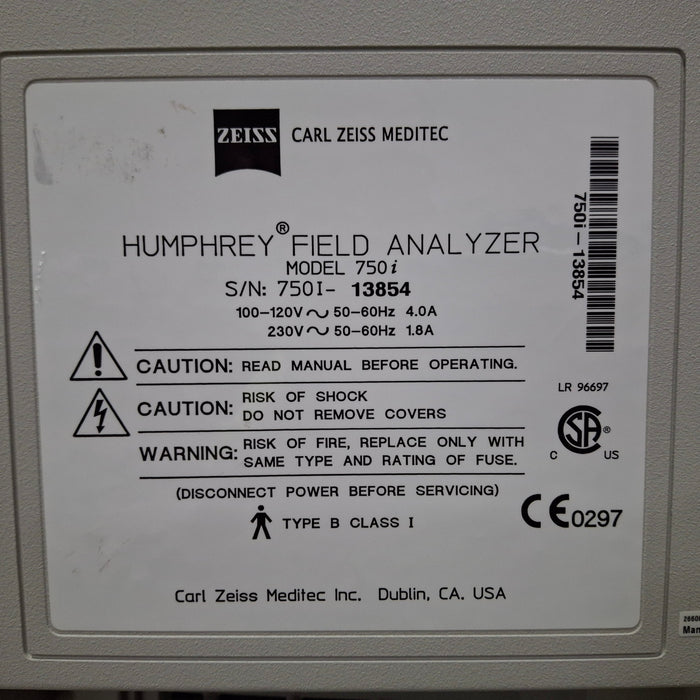 ZEISS
CARL ZEISS MEDITEC
HUMPHREY® FIELD ANALYZER
MODEL 750i
S/N: 750I- 13854
100-120V ~ 50-60Hz 4.0A
230V ~ 50-60Hz 1.8A
CAUTION: READ MANUAL BEFORE OPERATING.
CAUTION: RISK OF SHOCK
DO NOT REMOVE COVERS
WARNING: RISK OF FIRE, REPLACE ONLY WITH
SAME TYPE AND RATING OF FUSE.
(DISCONNECT POWER BEFORE SERVICING)
TYPE B CLASS I
Carl Zeiss Meditec Inc. Dublin, CA. USA
750i-13854
LR 96697
CSA®
C US
CE0297